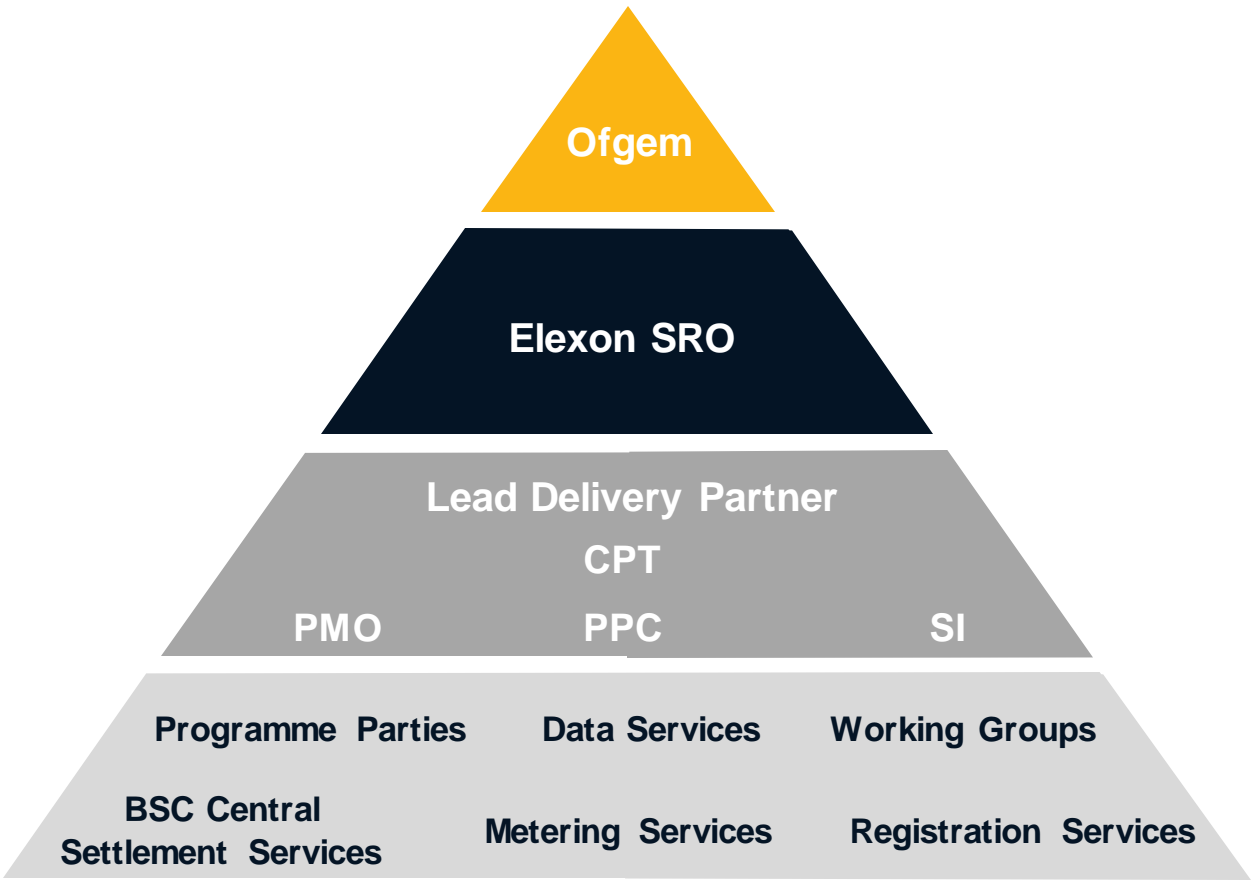 Ofgem
Elexon SRO
Lead Delivery Partner
CPT
PMO PPC SI
Programme Parties Data Services Working Groups
BSC Central
Settlement Services
Metering Services Registration Services